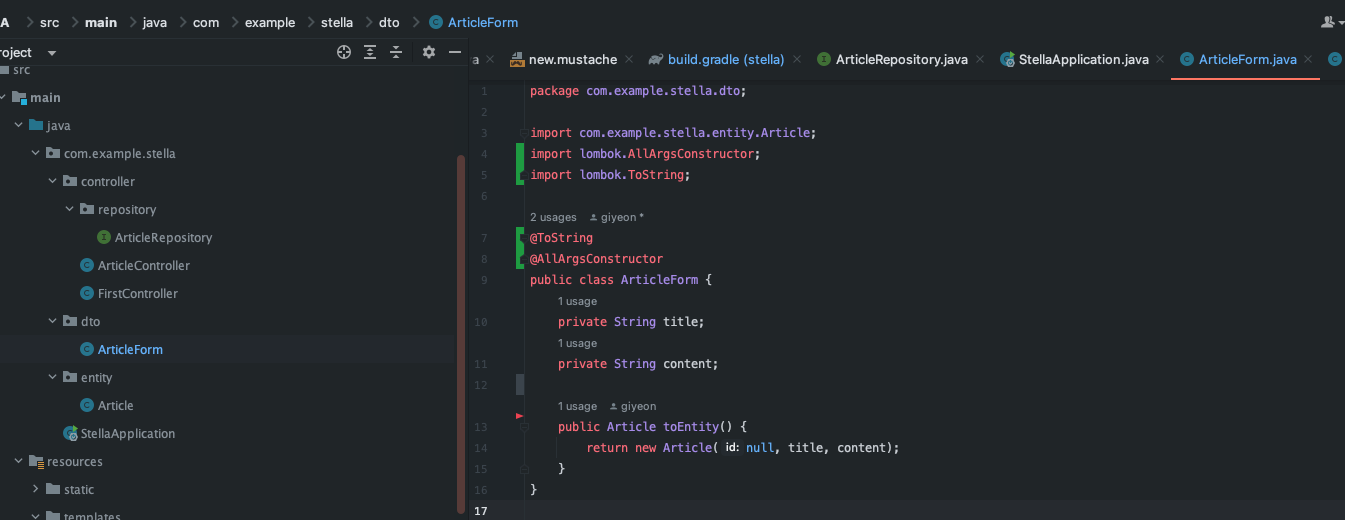 A > src > main > java > com > example > stella > dto > ArticleForm
roject
src
main
java
com.example.stella
controller
repository
ArticleRepository
ArticleController
FirstController
dto
ArticleForm
entity
Article
StellaApplication
resources
static
templates
a × new.mustache × build.gradle (stella) × ArticleRepository.java × StellaApplication.java × ArticleForm.java ×
1 package com.example.stella.dto;
2
3 import com.example.stella.entity.Article;
4 import lombok.AllArgsConstructor;
5 import lombok.ToString;
6
2 usages giyeon *
7 @ToString
8 @AllArgsConstructor
9 public class ArticleForm {
1 usage
10 private String title;
1 usage
11 private String content;
12
1 usage giyeon
13 public Article toEntity() {
14 return new Article( id: null, title, content);
15 }
16 }
17